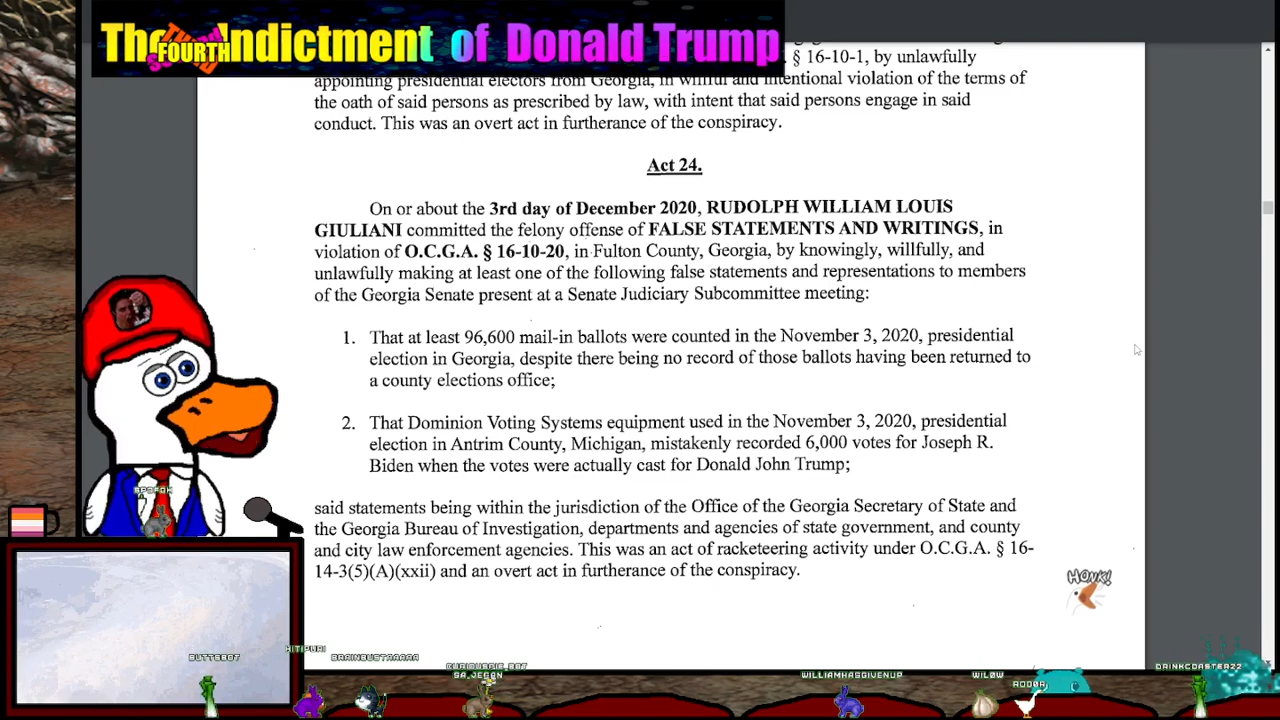 The FOURTH Indictment of Donald Trump
§ 16-10-1, by unlawfully
appointing presidential electors from Georgia, in willful and intentional violation of the terms of
the oath of said persons as prescribed by law, with intent that said persons engage in said
conduct. This was an overt act in furtherance of the conspiracy.
Act 24.
On or about the 3rd day of December 2020, RUDOLPH WILLIAM LOUIS
GIULIANI committed the felony offense of FALSE STATEMENTS AND WRITINGS, in
violation of O.C.G.A. § 16-10-20, in Fulton County, Georgia, by knowingly, willfully, and
unlawfully making at least one of the following false statements and representations to members
of the Georgia Senate present at a Senate Judiciary Subcommittee meeting:
1. That at least 96,600 mail-in ballots were counted in the November 3, 2020, presidential
election in Georgia, despite there being no record of those ballots having been returned to
a county elections office;
2. That Dominion Voting Systems equipment used in the November 3, 2020, presidential
election in Antrim County, Michigan, mistakenly recorded 6,000 votes for Joseph R.
Biden when the votes were actually cast for Donald John Trump;
said statements being within the jurisdiction of the Office of the Georgia Secretary of State and
the Georgia Bureau of Investigation, departments and agencies of state government, and county
and city law enforcement agencies. This was an act of racketeering activity under O.C.G.A. § 16-
14-3(5)(A)(xxii) and an overt act in furtherance of the conspiracy.
HONK!
BUTTSBOT
HITIPURI
BRAINBUGTAAAAA
CURIOUSPIE_BOT
SAJEGAN
WILLIAMHASGIVENUP
WILOW
RODOR
DRINKCOASTER22